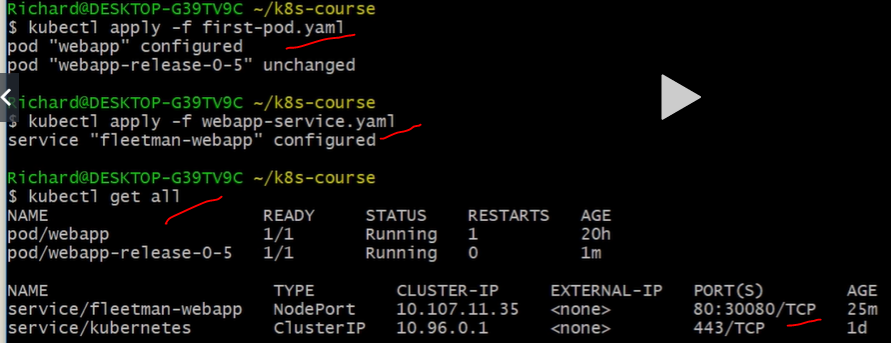 Richard@DESKTOP-G39TV9C ~/k8s-course
$ kubectl apply -f first-pod.yaml
pod "webapp" configured
pod "webapp-release-0-5" unchanged
Richard@DESKTOP-G39TV9C ~/k8s-course
$ kubectl apply -f webapp-service.yaml
service "fleetman-webapp" configured
Richard@DESKTOP-G39TV9C ~/k8s-course
$ kubectl get all
NAME READY STATUS RESTARTS AGE
pod/webapp 1/1 Running 1 20h
pod/webapp-release-0-5 1/1 Running 0 1m
NAME TYPE CLUSTER-IP EXTERNAL-IP PORT(S) AGE
service/fleetman-webapp NodePort 10.107.11.35 <none> 80:30080/TCP 25m
service/kubernetes ClusterIP 10.96.0.1 <none> 443/TCP 1d